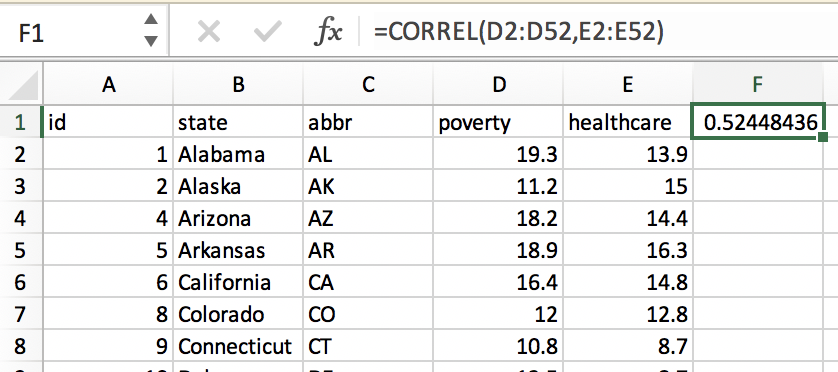 F1 fx =CORREL(D2:D52,E2:E52)
A B C D E F
1 id state abbr poverty healthcare 0.52448436
2 1 Alabama AL 19.3 13.9
3 2 Alaska AK 11.2 15
4 4 Arizona AZ 18.2 14.4
5 5 Arkansas AR 18.9 16.3
6 6 California CA 16.4 14.8
7 8 Colorado CO 12 12.8
8 9 Connecticut CT 10.8 8.7